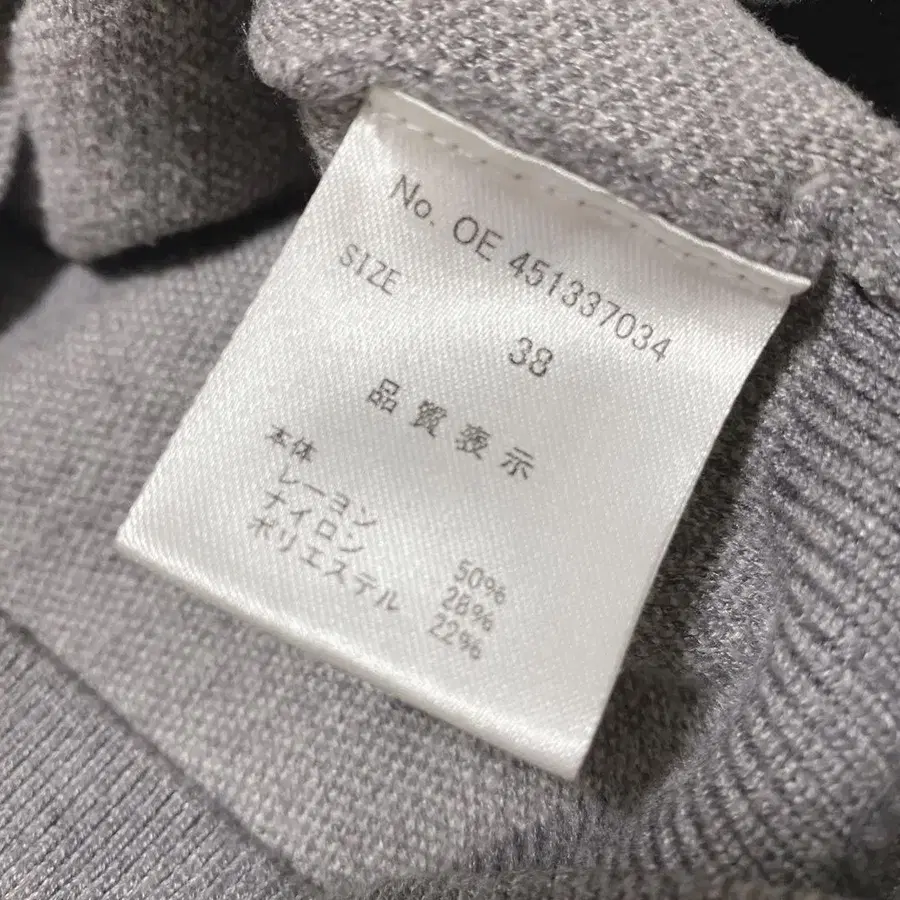 No. OE 451337034
SIZE 38
品質表示
本体
レーヨン 50%
ナイロン 28%
ポリエステル 22%